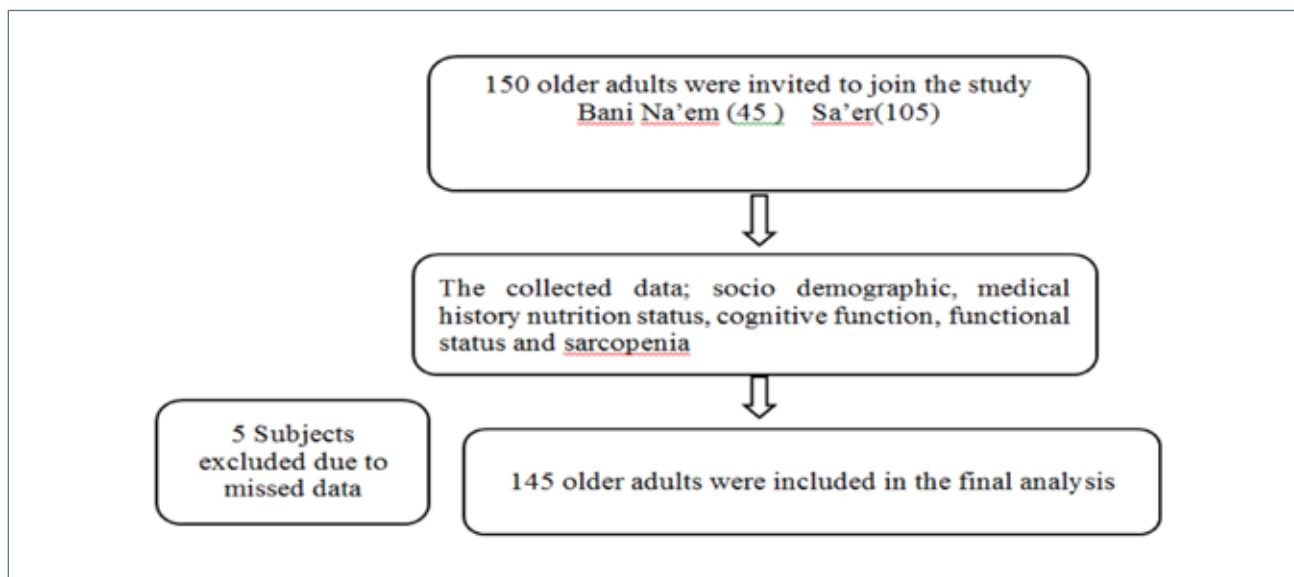 150 older adults were invited to join the study
Bani Na’em (45 ) Sa’er(105)
The collected data; socio demographic, medical
history nutrition status, cognitive function, functional
status and sarcopenia
5 Subjects
excluded due to
missed data
145 older adults were included in the final analysis